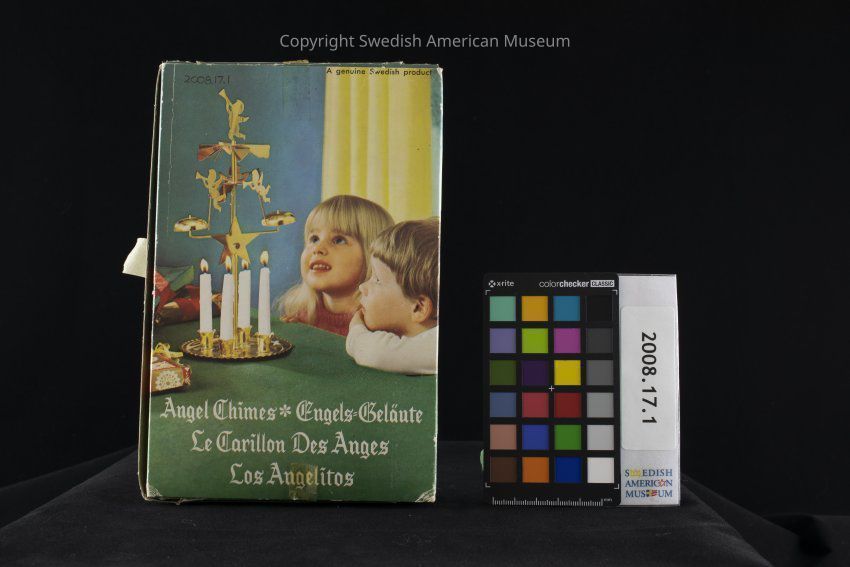 Copyright Swedish American Museum
2008.17.1
A genuine Swedish product
Angel Chimes * Engels-Geläute
Le Carillon Des Anges
Los Angelitos
x-rite colorchecker CLASSIC
mm
2008.17.1
SWEDISH
AMERICAN
MUSEUM